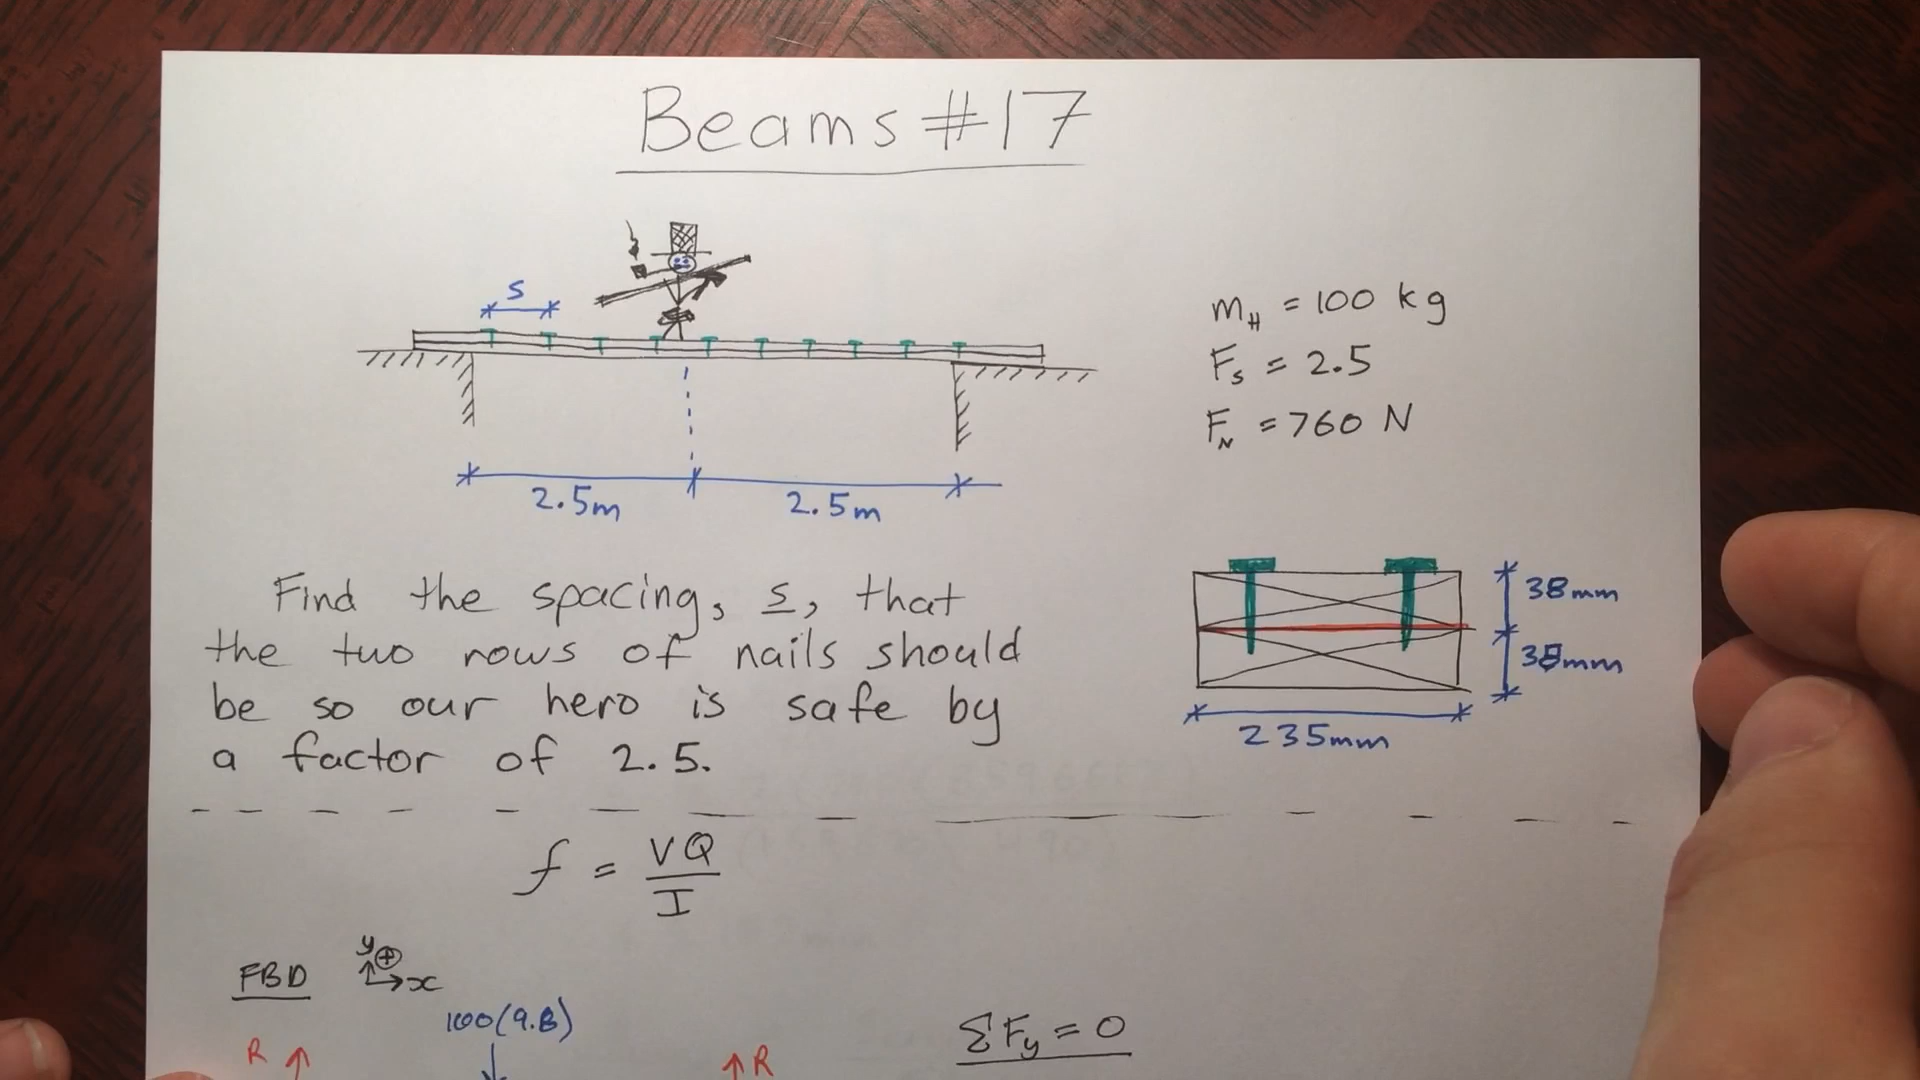 Beams #17
s
m_H = 100 kg
F_s = 2.5
F_N = 760 N
2.5m 2.5m
Find the spacing, s, that
the two rows of nails should
be so our hero is safe by
a factor of 2.5.
38mm
38mm
235mm
f = VQ/I
FBD y + x
100(9.8)
R R
ΣF_y = 0